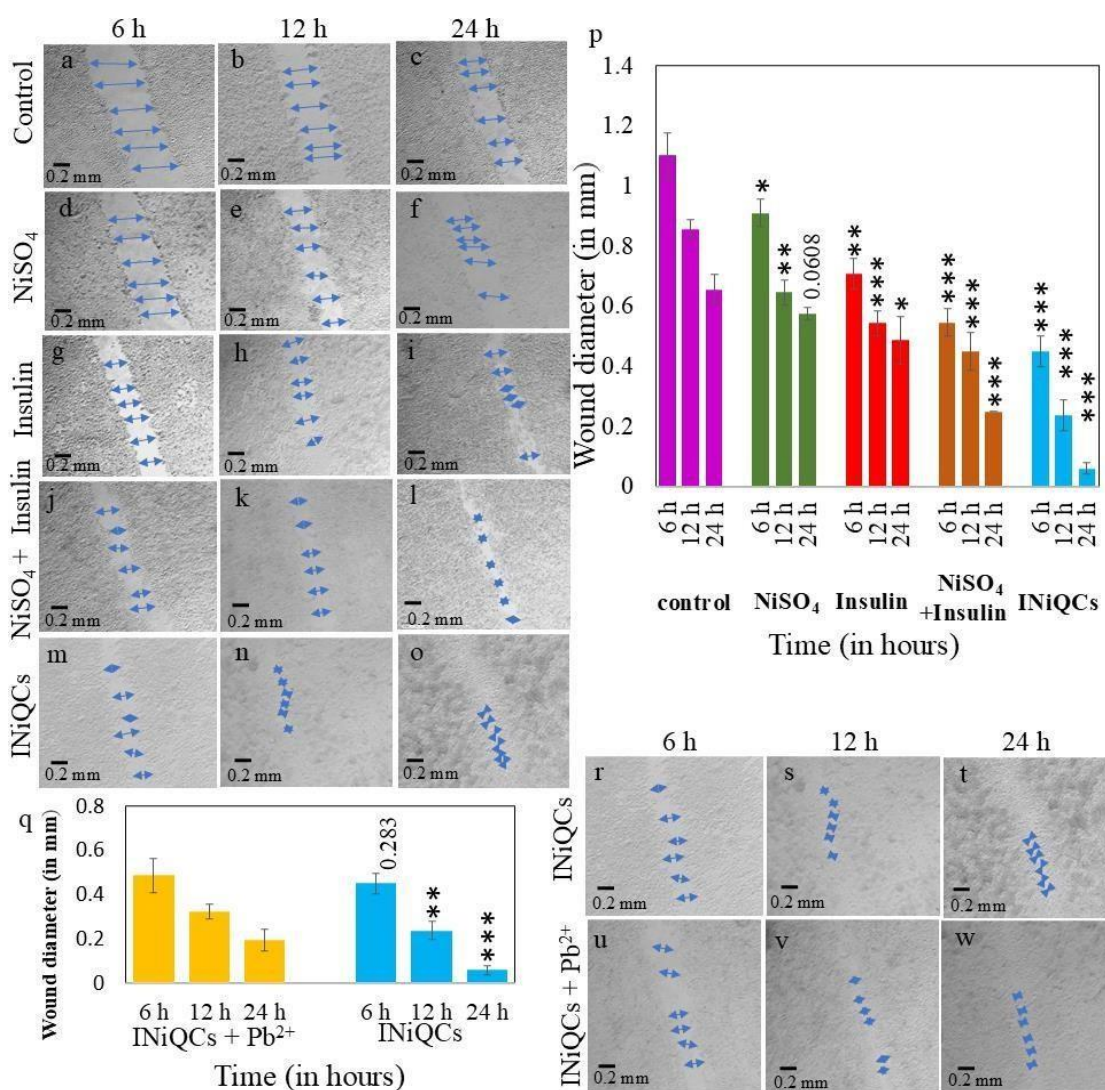 6 h 12 h 24 h
Control
a b c
0.2 mm 0.2 mm 0.2 mm
NiSO₄
d e f
0.2 mm 0.2 mm 0.2 mm
Insulin
g h i
0.2 mm 0.2 mm 0.2 mm
NiSO₄ + Insulin
j k l
0.2 mm 0.2 mm 0.2 mm
INiQCs
m n o
0.2 mm 0.2 mm 0.2 mm
p
Wound diameter (in mm)
1.4
1.2
1
0.8
0.6
0.4
0.2
0
* ** 0.0608 ** *** * *** *** *** *** *** ***
6 h 12 h 24 h 6 h 12 h 24 h 6 h 12 h 24 h 6 h 12 h 24 h 6 h 12 h 24 h
control NiSO₄ Insulin NiSO₄ +Insulin INiQCs
Time (in hours)
q
Wound diameter (in mm)
0.8
0.6
0.4
0.2
0
0.283 ** ***
6 h 12 h 24 h 6 h 12 h 24 h
INiQCs + Pb²⁺ INiQCs
Time (in hours)
6 h 12 h 24 h
INiQCs
r s t
0.2 mm 0.2 mm 0.2 mm
INiQCs + Pb²⁺
u v w
0.2 mm 0.2 mm 0.2 mm